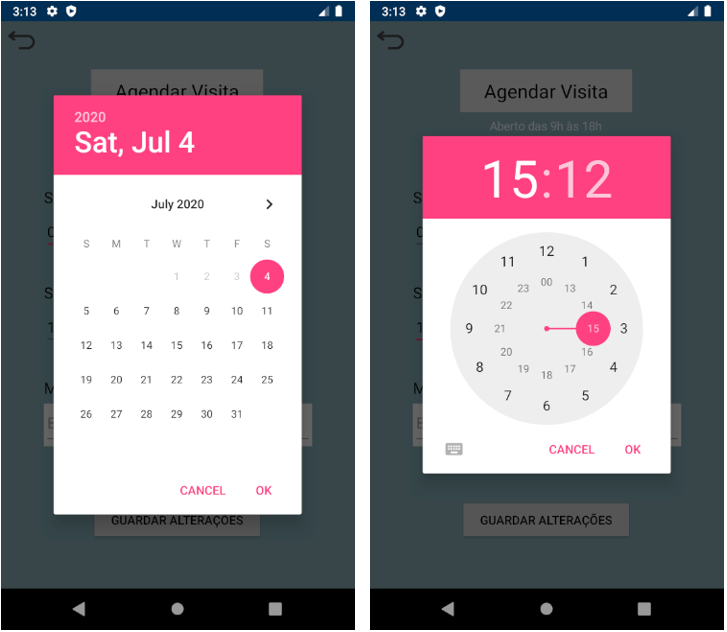 3:13
Agendar Visita
2020
Sat, Jul 4
July 2020
S M T W T F S
1 2 3 4
5 6 7 8 9 10 11
12 13 14 15 16 17 18
19 20 21 22 23 24 25
26 27 28 29 30 31
CANCEL OK
GUARDAR ALTERAÇÕES
3:13
Agendar Visita
Aberto das 9h às 18h
15:12
12
11 1
00
23 13
10 2
22 14
9 21 15 3
20 16
8 4
19 17
18
7 5
6
CANCEL OK
GUARDAR ALTERAÇÕES